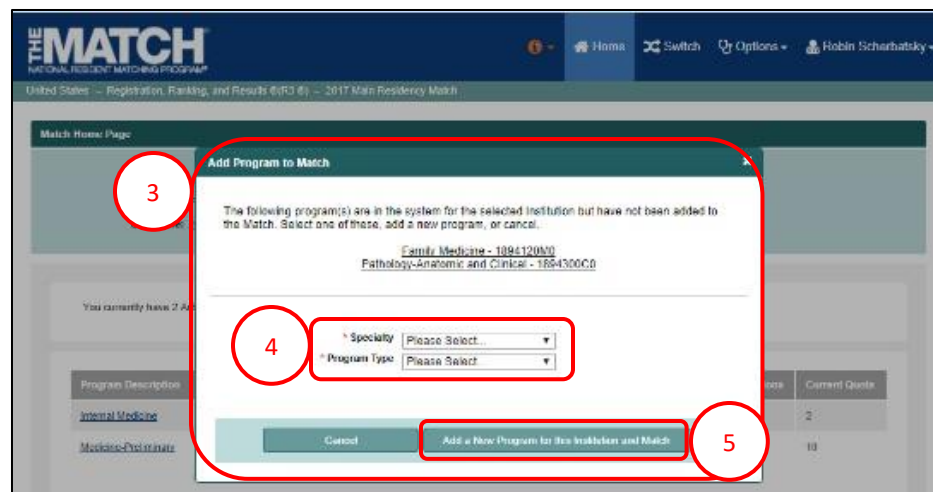 THE MATCH
NATIONAL RESIDENT MATCHING PROGRAM®
Home Switch Options Robin Scherbatsky
United States - Registration, Ranking, and Results ®(R3 ®) - 2017 Main Residency Match
Match Home Page
3
Add Program to Match
The following program(s) are in the system for the selected Institution but have not been added to
the Match. Select one of these, add a new program, or cancel.
Family Medicine - 1894120M0
Pathology-Anatomic and Clinical - 1894300C0
You currently have 2
4
* Specialty Please Select...
* Program Type Please Select...
Program Description Current Quota
Internal Medicine 2
Medicine-Preliminary 10
Cancel Add a New Program for this Institution and Match
5